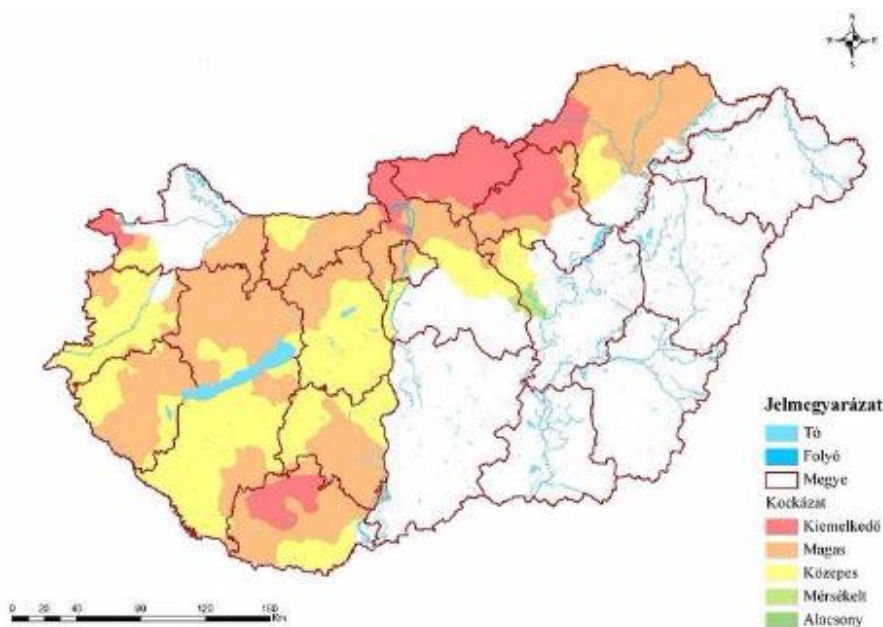 N
S
Jelmegyarázat
Tó
Folyó
Megye
Kockázat
Kiemelkedő
Magas
Közepes
Mérsékelt
Alacsony
0 20 40 80 120 160
Km